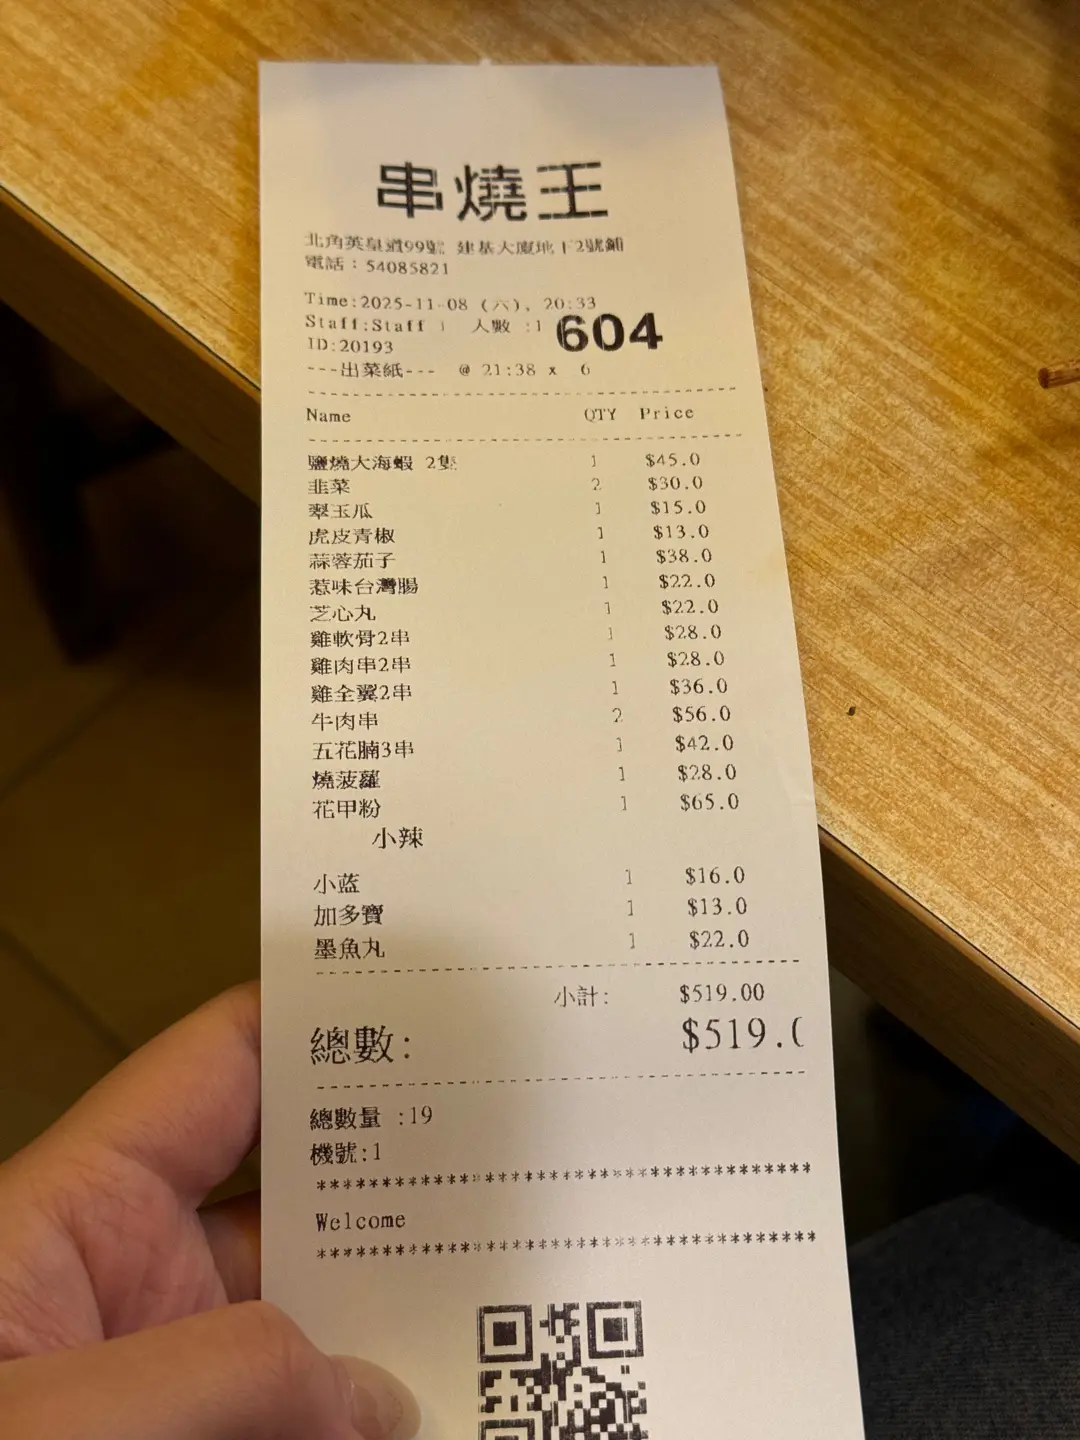 串燒王
北角英皇道99號 建基大廈地下2號鋪
電話：54085821
Time:2025-11-08 (六), 20:33
Staff:Staff 1 人數 :1 604
ID:20193
---出菜紙--- @ 21:38 x 6
Name QTY Price
鹽燒大海蝦 2隻 1 $45.0
韭菜 2 $30.0
翠玉瓜 1 $15.0
虎皮青椒 1 $13.0
蒜蓉茄子 1 $38.0
惹味台灣腸 1 $22.0
芝心丸 1 $22.0
雞軟骨2串 1 $28.0
雞肉串2串 1 $28.0
雞全翼2串 1 $36.0
牛肉串 2 $56.0
五花腩3串 1 $42.0
燒菠蘿 1 $28.0
花甲粉 1 $65.0
小辣
小蓝 1 $16.0
加多寶 1 $13.0
墨魚丸 1 $22.0
小計: $519.00
總數: $519.0
總數量 :19
機號:1
**************************************
Welcome
**************************************